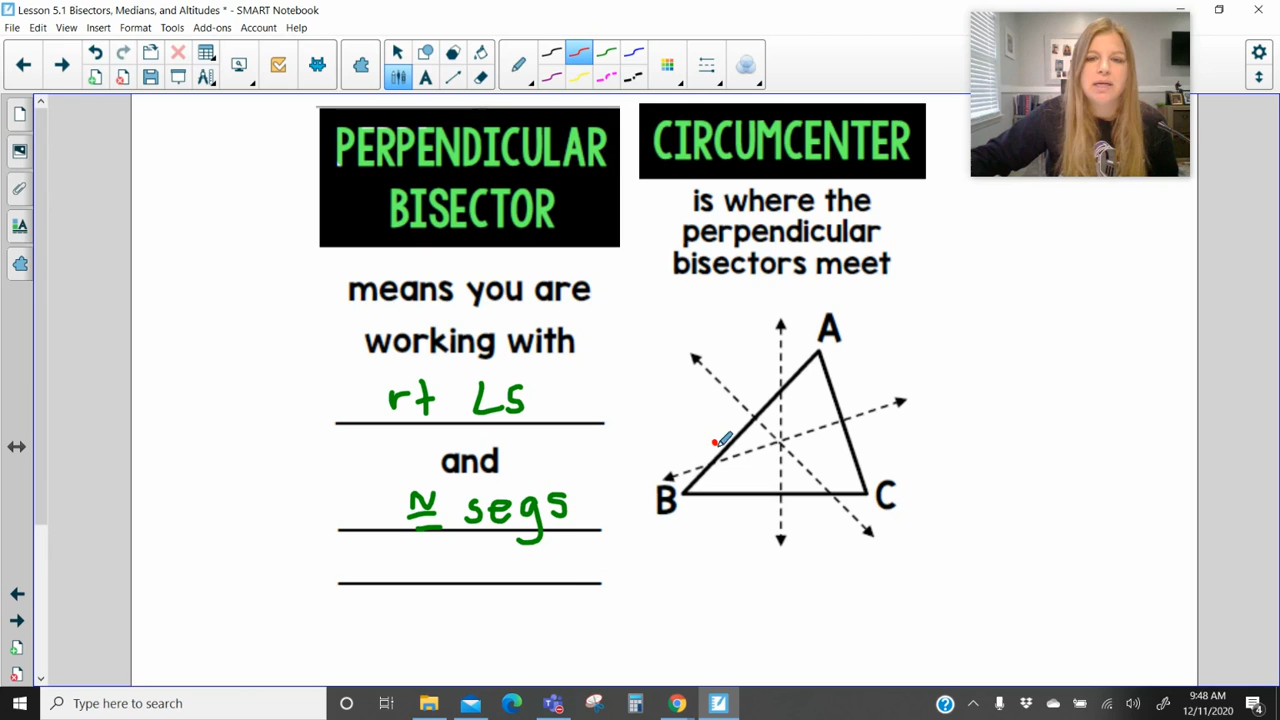 Lesson 5.1 Bisectors, Medians, and Altitudes * - SMART Notebook
File Edit View Insert Format Tools Add-ons Account Help
PERPENDICULAR
BISECTOR
means you are
working with
rt ∠s
and
≅ segs
CIRCUMCENTER
is where the
perpendicular
bisectors meet
A
B
C
Type here to search
9:48 AM
12/11/2020
4